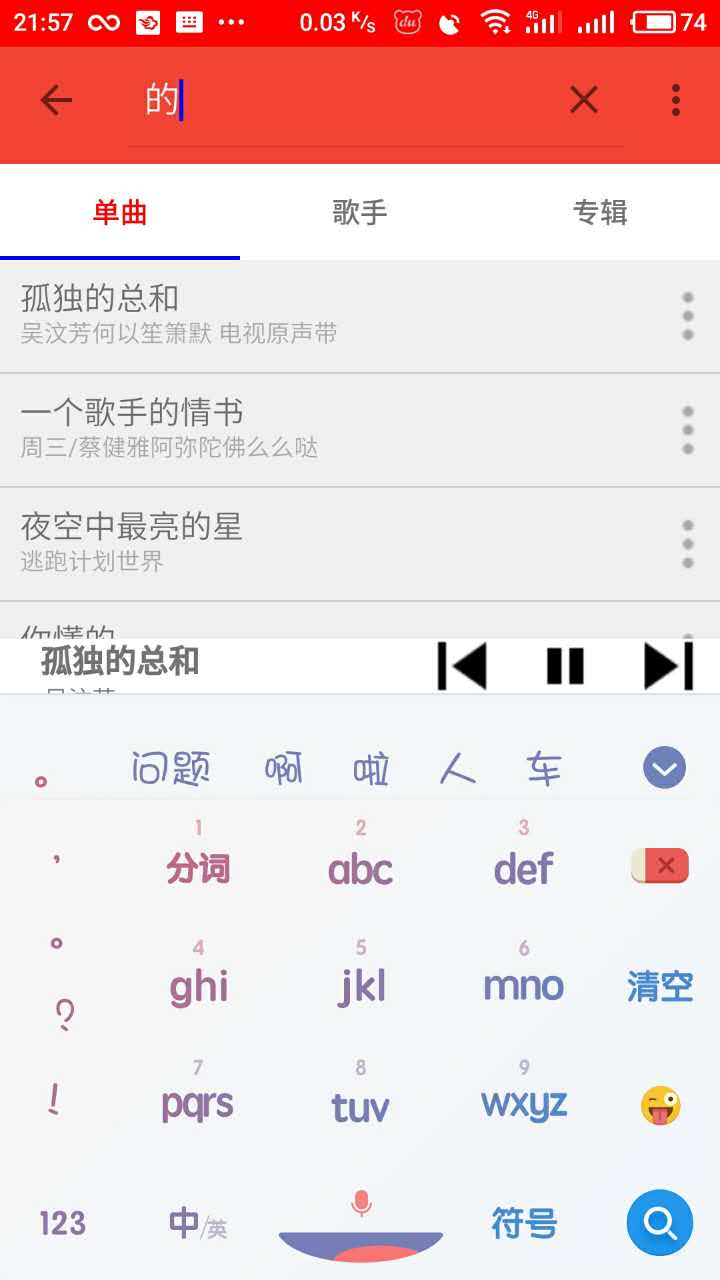 21:57 0.03 K/s 4G 74
的
单曲 歌手 专辑
孤独的总和
吴汶芳何以笙箫默 电视原声带
一个歌手的情书
周三/蔡健雅阿弥陀佛么么哒
夜空中最亮的星
逃跑计划世界
你懂的
孤独的总和
。 问题 啊 啦 人 车
， 1 分词 2 abc 3 def
。 4 ghi 5 jkl 6 mno 清空
？
！ 7 pqrs 8 tuv 9 wxyz
123 中/英 符号